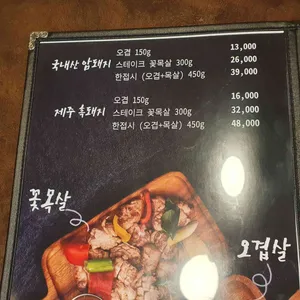 오겹 150g 13,000
국내산 암돼지 스테이크 꽃목살 300g 26,000
한접시 (오겹+목살) 450g 39,000
오겹 150g 16,000
제주 흑돼지 스테이크 꽃목살 300g 32,000
한접시 (오겹+목살) 450g 48,000
꽃목살
오겹살